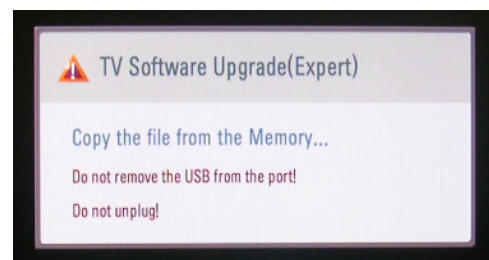 TV Software Upgrade(Expert)
Copy the file from the Memory...
Do not remove the USB from the port!
Do not unplug!